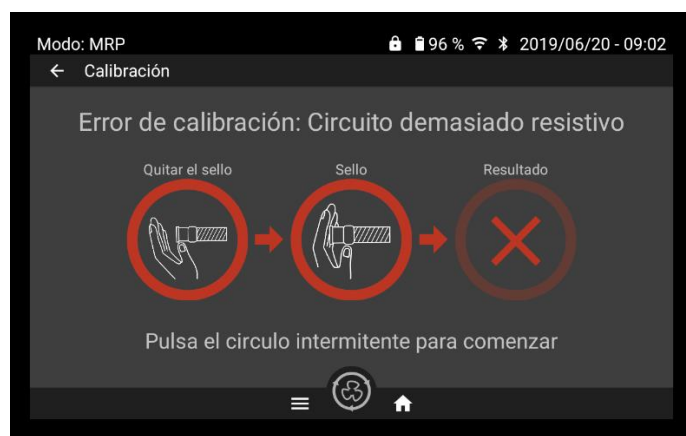 Modo: MRP 96 % 2019/06/20 - 09:02
Calibración
Error de calibración: Circuito demasiado resistivo
Quitar el sello Sello Resultado
Pulsa el circulo intermitente para comenzar